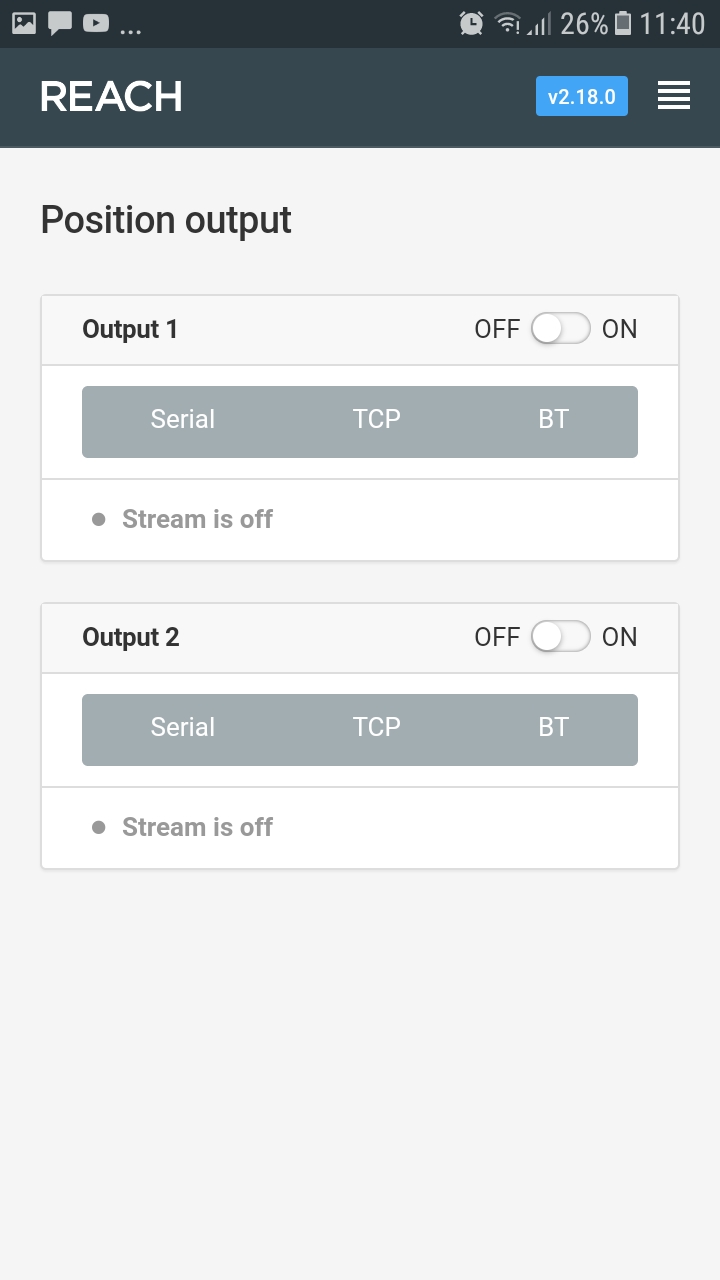 ... 26% 11:40
REACH v2.18.0
Position output
Output 1 OFF ON
Serial TCP BT
Stream is off
Output 2 OFF ON
Serial TCP BT
Stream is off